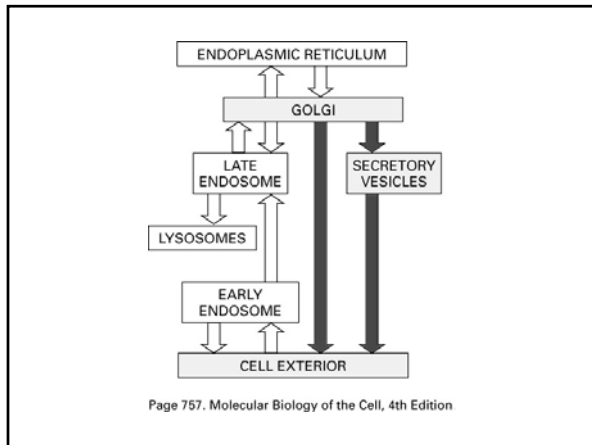 ENDOPLASMIC RETICULUM
GOLGI
LATE
ENDOSOME
SECRETORY
VESICLES
LYSOSOMES
EARLY
ENDOSOME
CELL EXTERIOR
Page 757. Molecular Biology of the Cell, 4th Edition